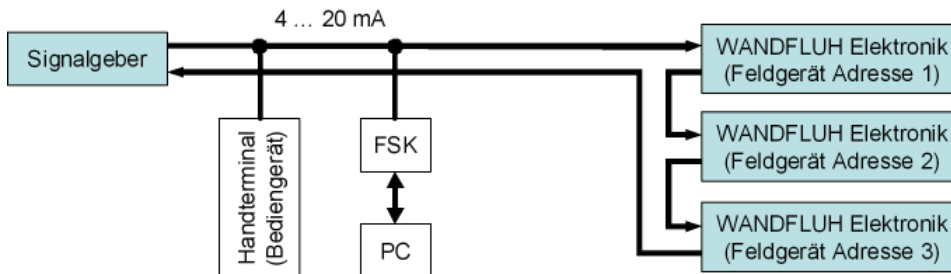 4 ... 20 mA
Signalgeber
WANDFLUH Elektronik
(Feldgerät Adresse 1)
Handterminal
(Bediengerät)
FSK
WANDFLUH Elektronik
(Feldgerät Adresse 2)
PC
WANDFLUH Elektronik
(Feldgerät Adresse 3)